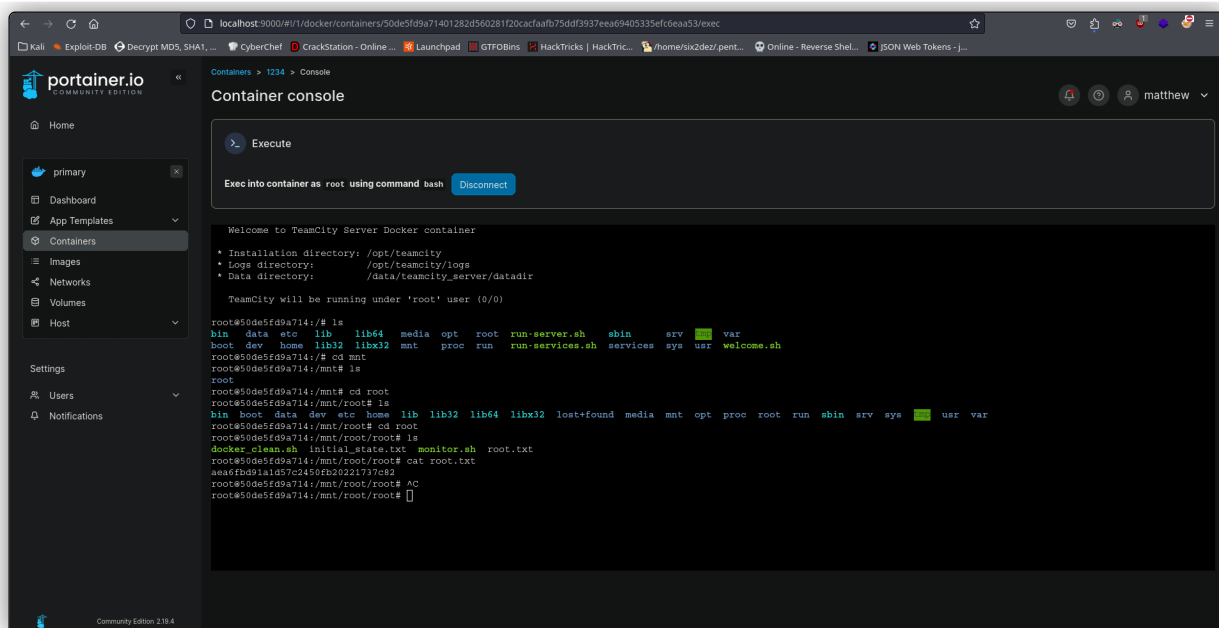 localhost:9000/#!/1/docker/containers/50de5fd9a71401282d560281f20cacfaafb75ddf3937eea69405335efc6eaa53/exec
Kali Exploit-DB Decrypt MD5, SHA1, ... CyberChef CrackStation - Online ... Launchpad GTFOBins HackTricks | HackTric... /home/six2dez/.pent... Online - Reverse Shel... JSON Web Tokens - j...
portainer.io
COMMUNITY EDITION
Home
primary
Dashboard
App Templates
Containers
Images
Networks
Volumes
Host
Settings
Users
Notifications
Community Edition 2.19.4
Containers > 1234 > Console
Container console
matthew
>_ Execute
Exec into container as root using command bash Disconnect
Welcome to TeamCity Server Docker container
* Installation directory: /opt/teamcity
* Logs directory: /opt/teamcity/logs
* Data directory: /data/teamcity_server/datadir
TeamCity will be running under 'root' user (0/0)
root@50de5fd9a714:/# ls
bin data etc lib lib64 media opt root run-server.sh sbin srv tmp var
boot dev home lib32 libx32 mnt proc run run-services.sh services sys usr welcome.sh
root@50de5fd9a714:/# cd mnt
root@50de5fd9a714:/mnt# ls
root
root@50de5fd9a714:/mnt# cd root
root@50de5fd9a714:/mnt/root# ls
bin boot data dev etc home lib lib32 lib64 libx32 lost+found media mnt opt proc root run sbin srv sys tmp usr var
root@50de5fd9a714:/mnt/root# cd root
root@50de5fd9a714:/mnt/root/root# ls
docker_clean.sh initial_state.txt monitor.sh root.txt
root@50de5fd9a714:/mnt/root/root# cat root.txt
aea6fbd91a1d57c2450fb20221737c82
root@50de5fd9a714:/mnt/root/root# ^C
root@50de5fd9a714:/mnt/root/root#